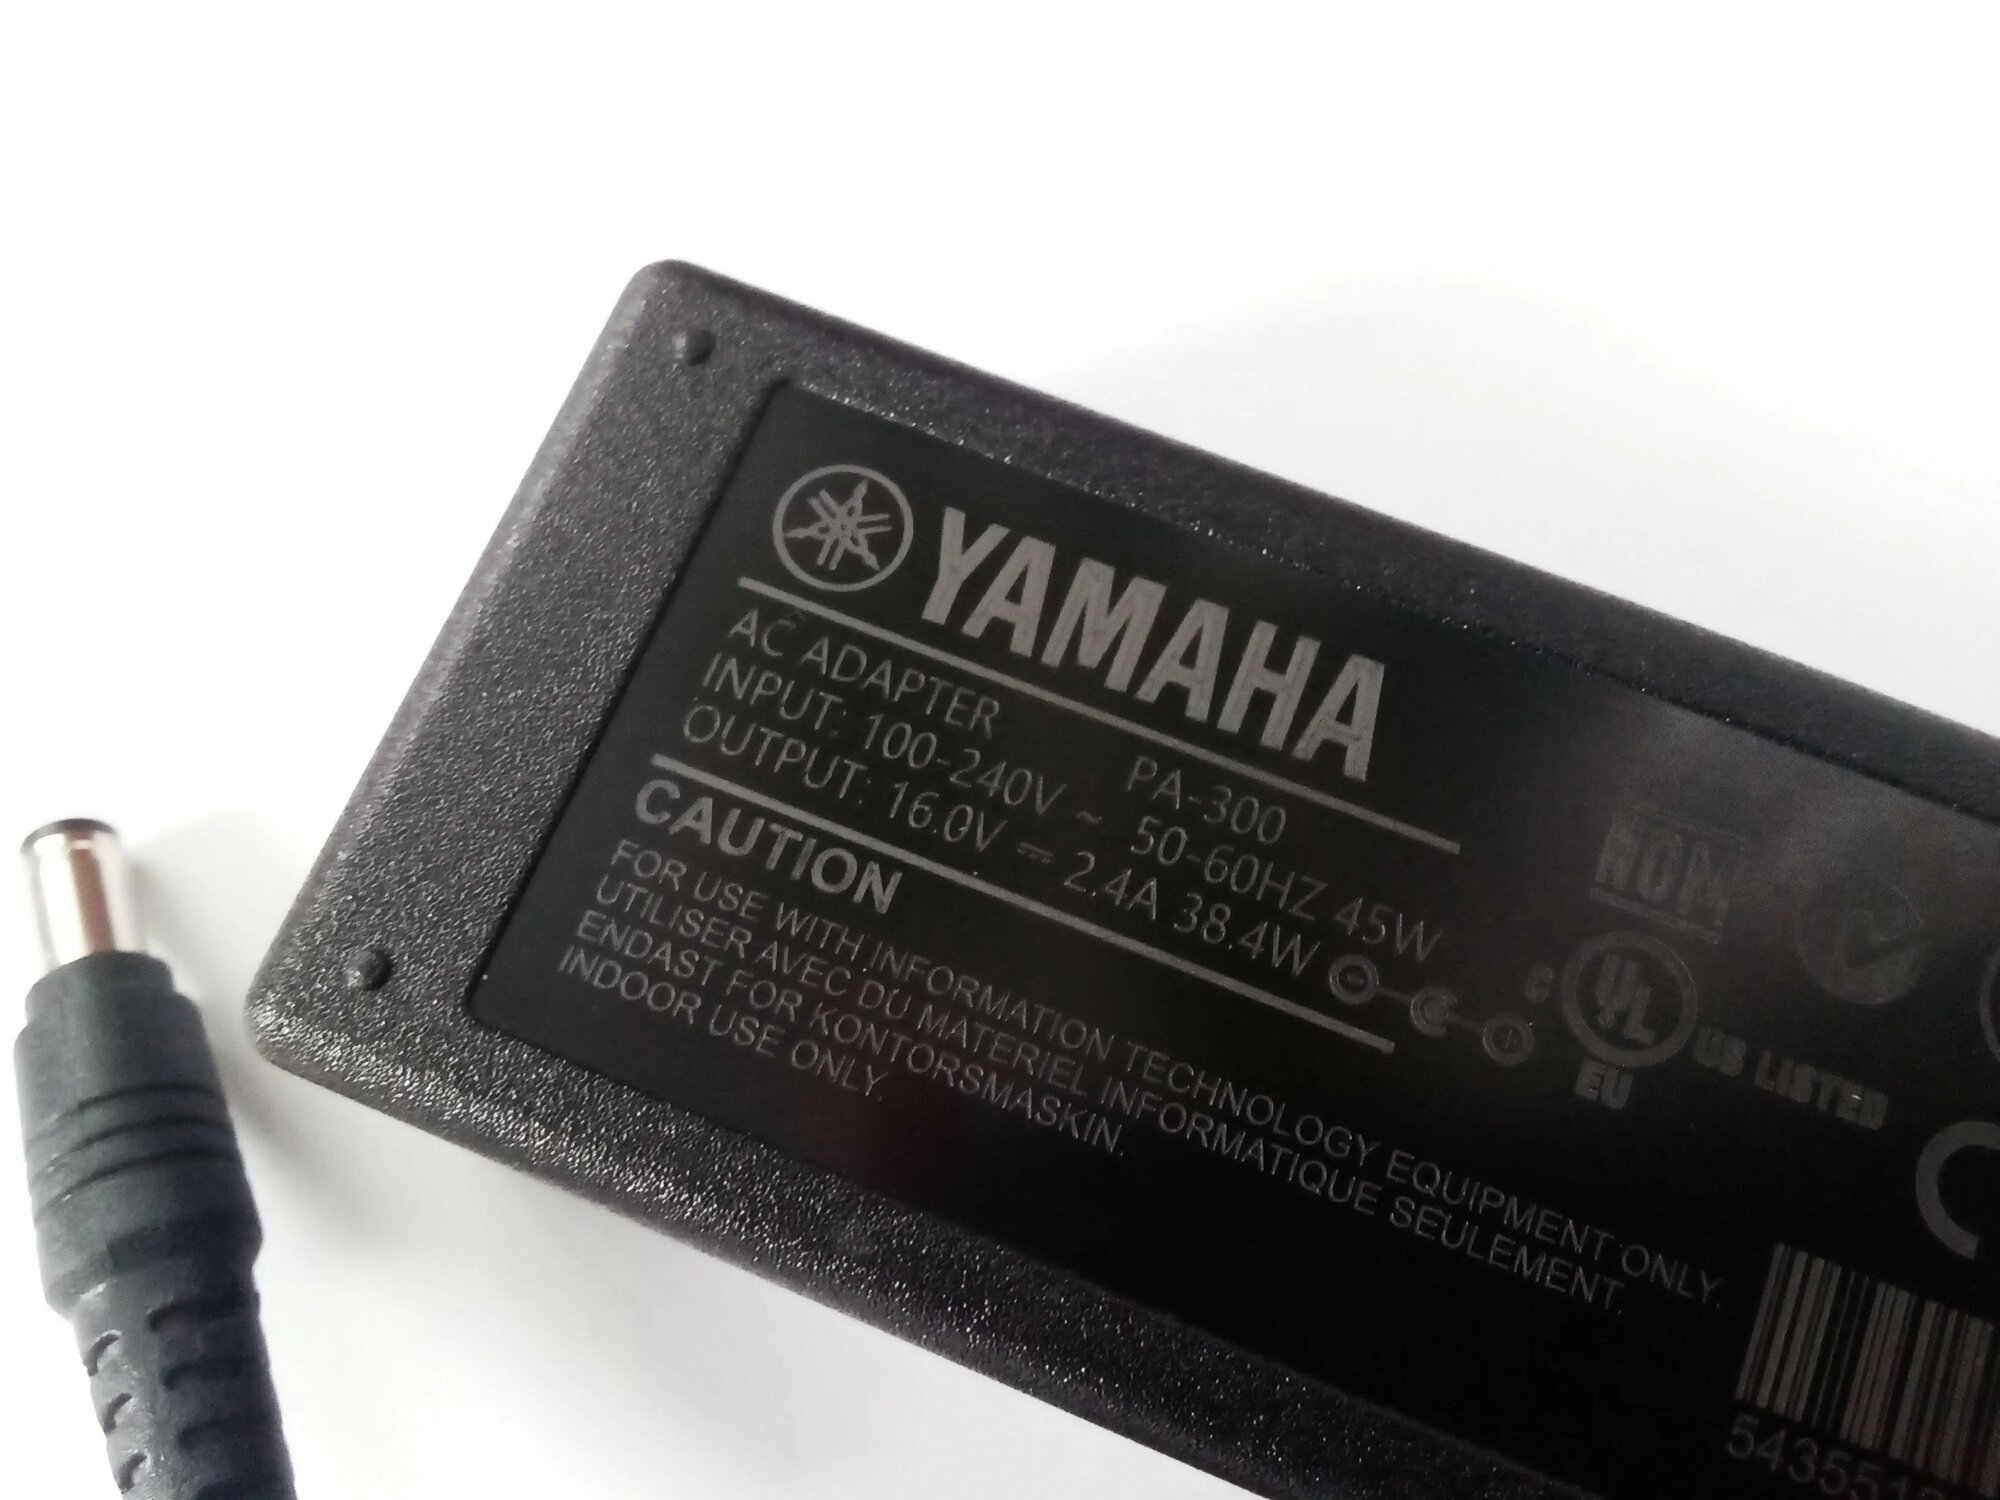 YAMAHA
AC ADAPTER PA-300
INPUT: 100-240V ~ 50-60HZ 45W
OUTPUT: 16.0V ⎓ 2.4A 38.4W
CAUTION
FOR USE WITH INFORMATION TECHNOLOGY EQUIPMENT ONLY.
UTILISER AVEC DU MATERIEL INFORMATIQUE SEULEMENT.
ENDAST FOR KONTORSMASKIN.
INDOOR USE ONLY.
NOM
C UL US LISTED
EU